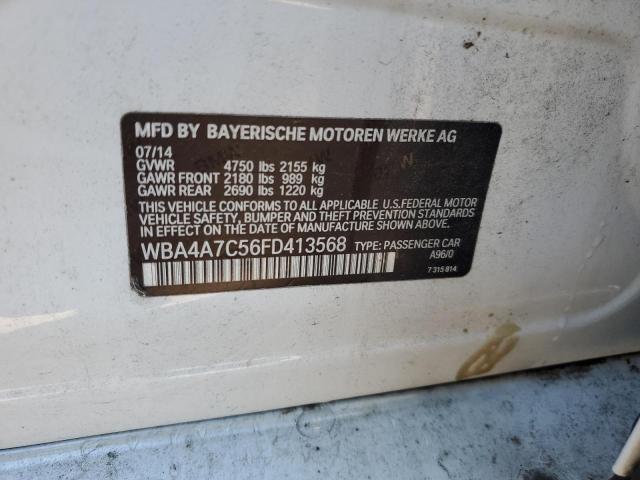 MFD BY BAYERISCHE MOTOREN WERKE AG
07/14
GVWR 4750 lbs 2155 kg
GAWR FRONT 2180 lbs 989 kg
GAWR REAR 2690 lbs 1220 kg
THIS VEHICLE CONFORMS TO ALL APPLICABLE U.S.FEDERAL MOTOR
VEHICLE SAFETY, BUMPER,AND THEFT PREVENTION STANDARDS
IN EFFECT ON THE DATE OF MANUFACTURE SHOWN ABOVE.
WBA4A7C56FD413568 TYPE: PASSENGER CAR
A96/0
7 315 814